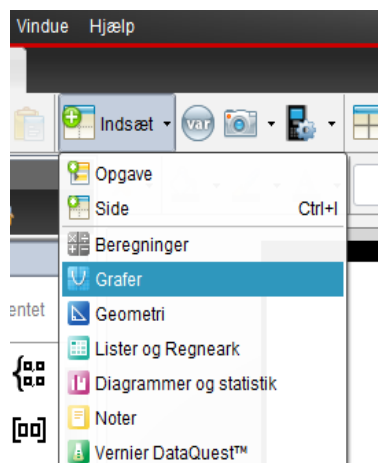 Vindue Hjælp
Indsæt
var
Opgave
Side Ctrl+I
Beregninger
Grafer
Geometri
entet
Lister og Regneark
Diagrammer og statistik
Noter
Vernier DataQuest™